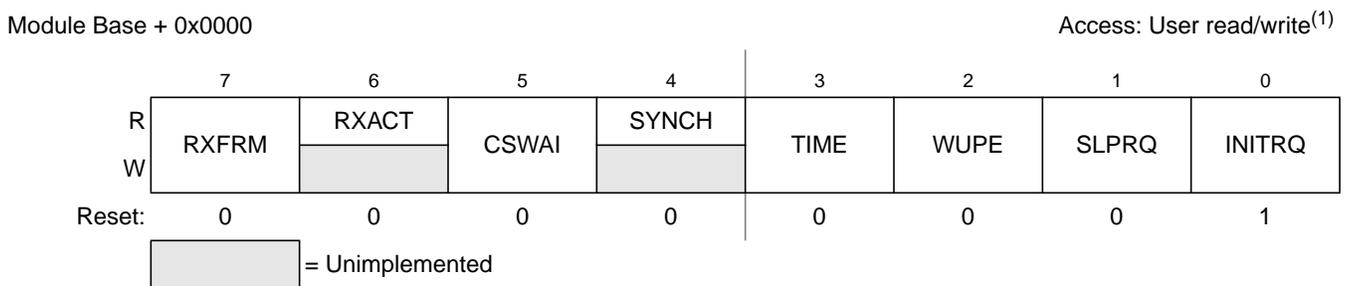 Module Base + 0x0000 Access: User read/write(1)
7 6 5 4 3 2 1 0
R RXFRM RXACT CSWAI SYNCH TIME WUPE SLPRQ INITRQ
W
Reset: 0 0 0 0 0 0 0 1
= Unimplemented